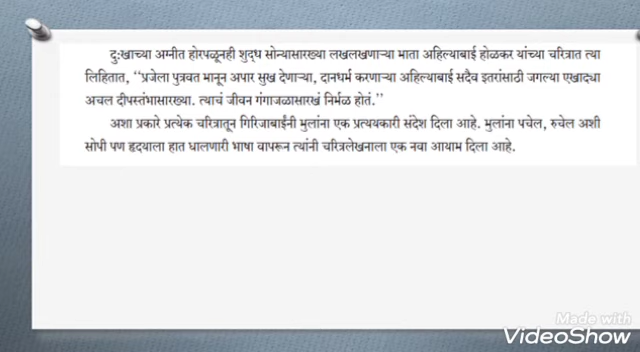 दुःखाच्या अग्नीत होरपळूनही शुद्ध सोन्यासारख्या लखलखणाऱ्या माता अहिल्याबाई होळकर यांच्या चरित्रात त्या
लिहितात, ‘‘प्रजेला पुत्रवत मानून अपार सुख देणाऱ्या, दानधर्म करणाऱ्या अहिल्याबाई सदैव इतरांसाठी जगल्या एखाद्या
अचल दीपस्तंभासारख्या. त्याचं जीवन गंगाजळासारखं निर्मळ होतं.’’
अशा प्रकारे प्रत्येक चरित्रातून गिरिजाबाईंनी मुलांना एक प्रत्ययकारी संदेश दिला आहे. मुलांना पचेल, रुचेल अशी
सोपी पण हृदयाला हात घालणारी भाषा वापरून त्यांनी चरित्रलेखनाला एक नवा आयाम दिला आहे.
Made with
VideoShow